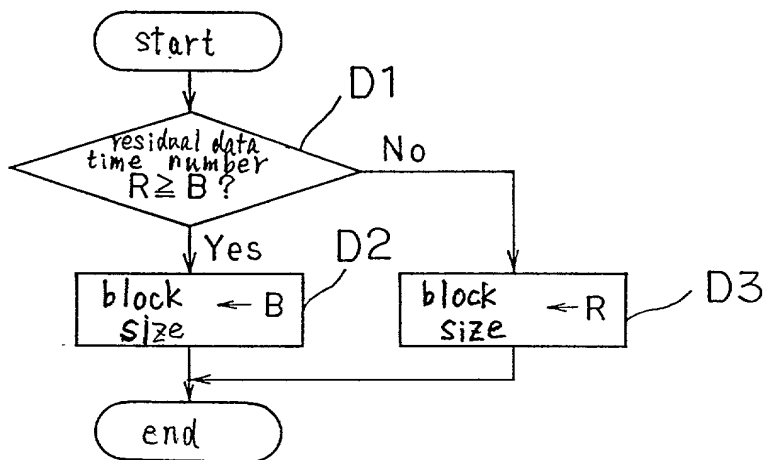 start
D1
residual data
time number
R ≧ B ?
No
Yes
D2
block
size ← B
D3
block
size ← R
end